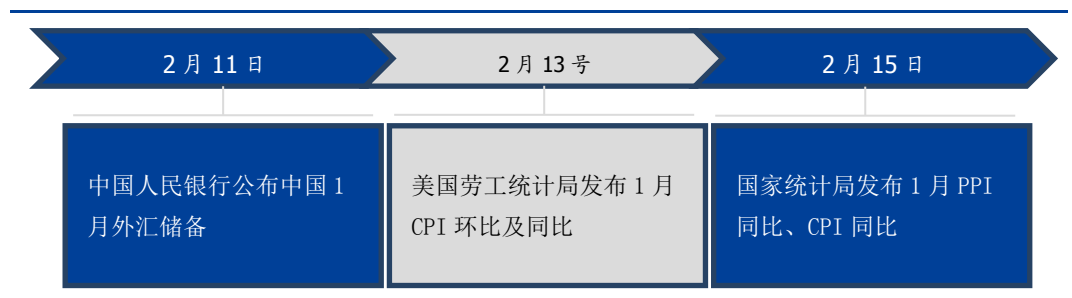 2 月 11 日
2 月 13 号
2 月 15 日
中国人民银行公布中国 1
月外汇储备
美国劳工统计局发布 1 月
CPI 环比及同比
国家统计局发布 1 月 PPI
同比、CPI 同比